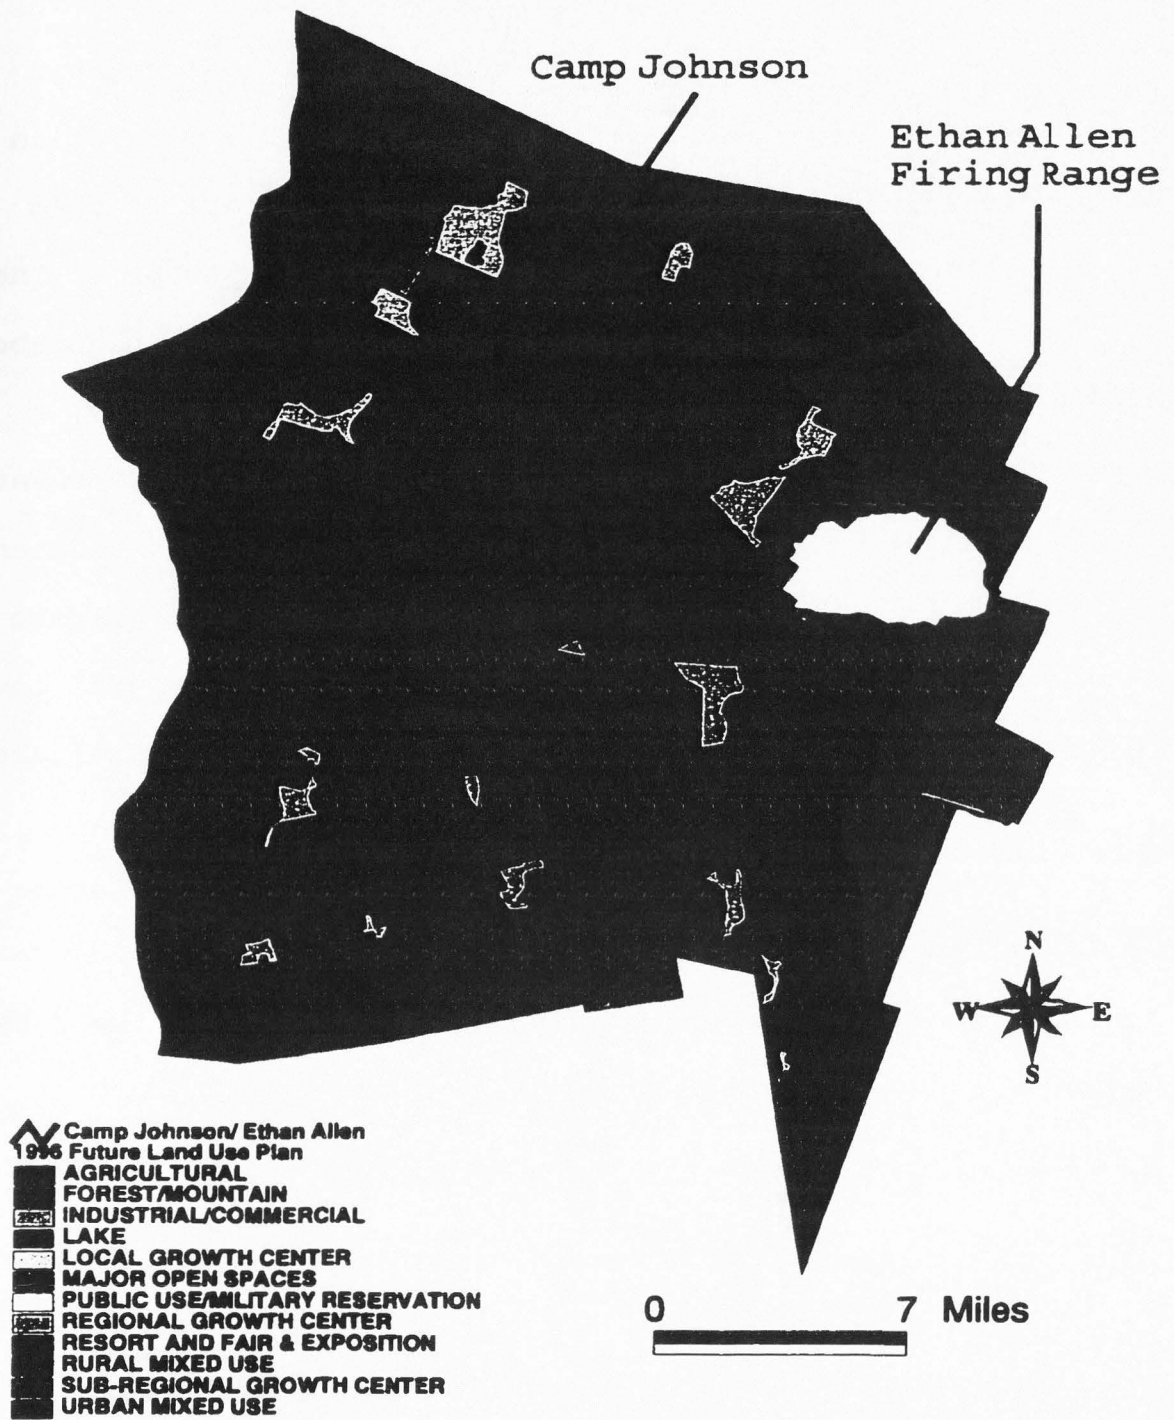 Camp Johnson
Ethan Allen
Firing Range
N
W E
S
Camp Johnson/ Ethan Allen
1996 Future Land Use Plan
AGRICULTURAL
FOREST/MOUNTAIN
INDUSTRIAL/COMMERCIAL
LAKE
LOCAL GROWTH CENTER
MAJOR OPEN SPACES
PUBLIC USE/MILITARY RESERVATION
REGIONAL GROWTH CENTER
RESORT AND FAIR & EXPOSITION
RURAL MIXED USE
SUB-REGIONAL GROWTH CENTER
URBAN MIXED USE
0 7 Miles